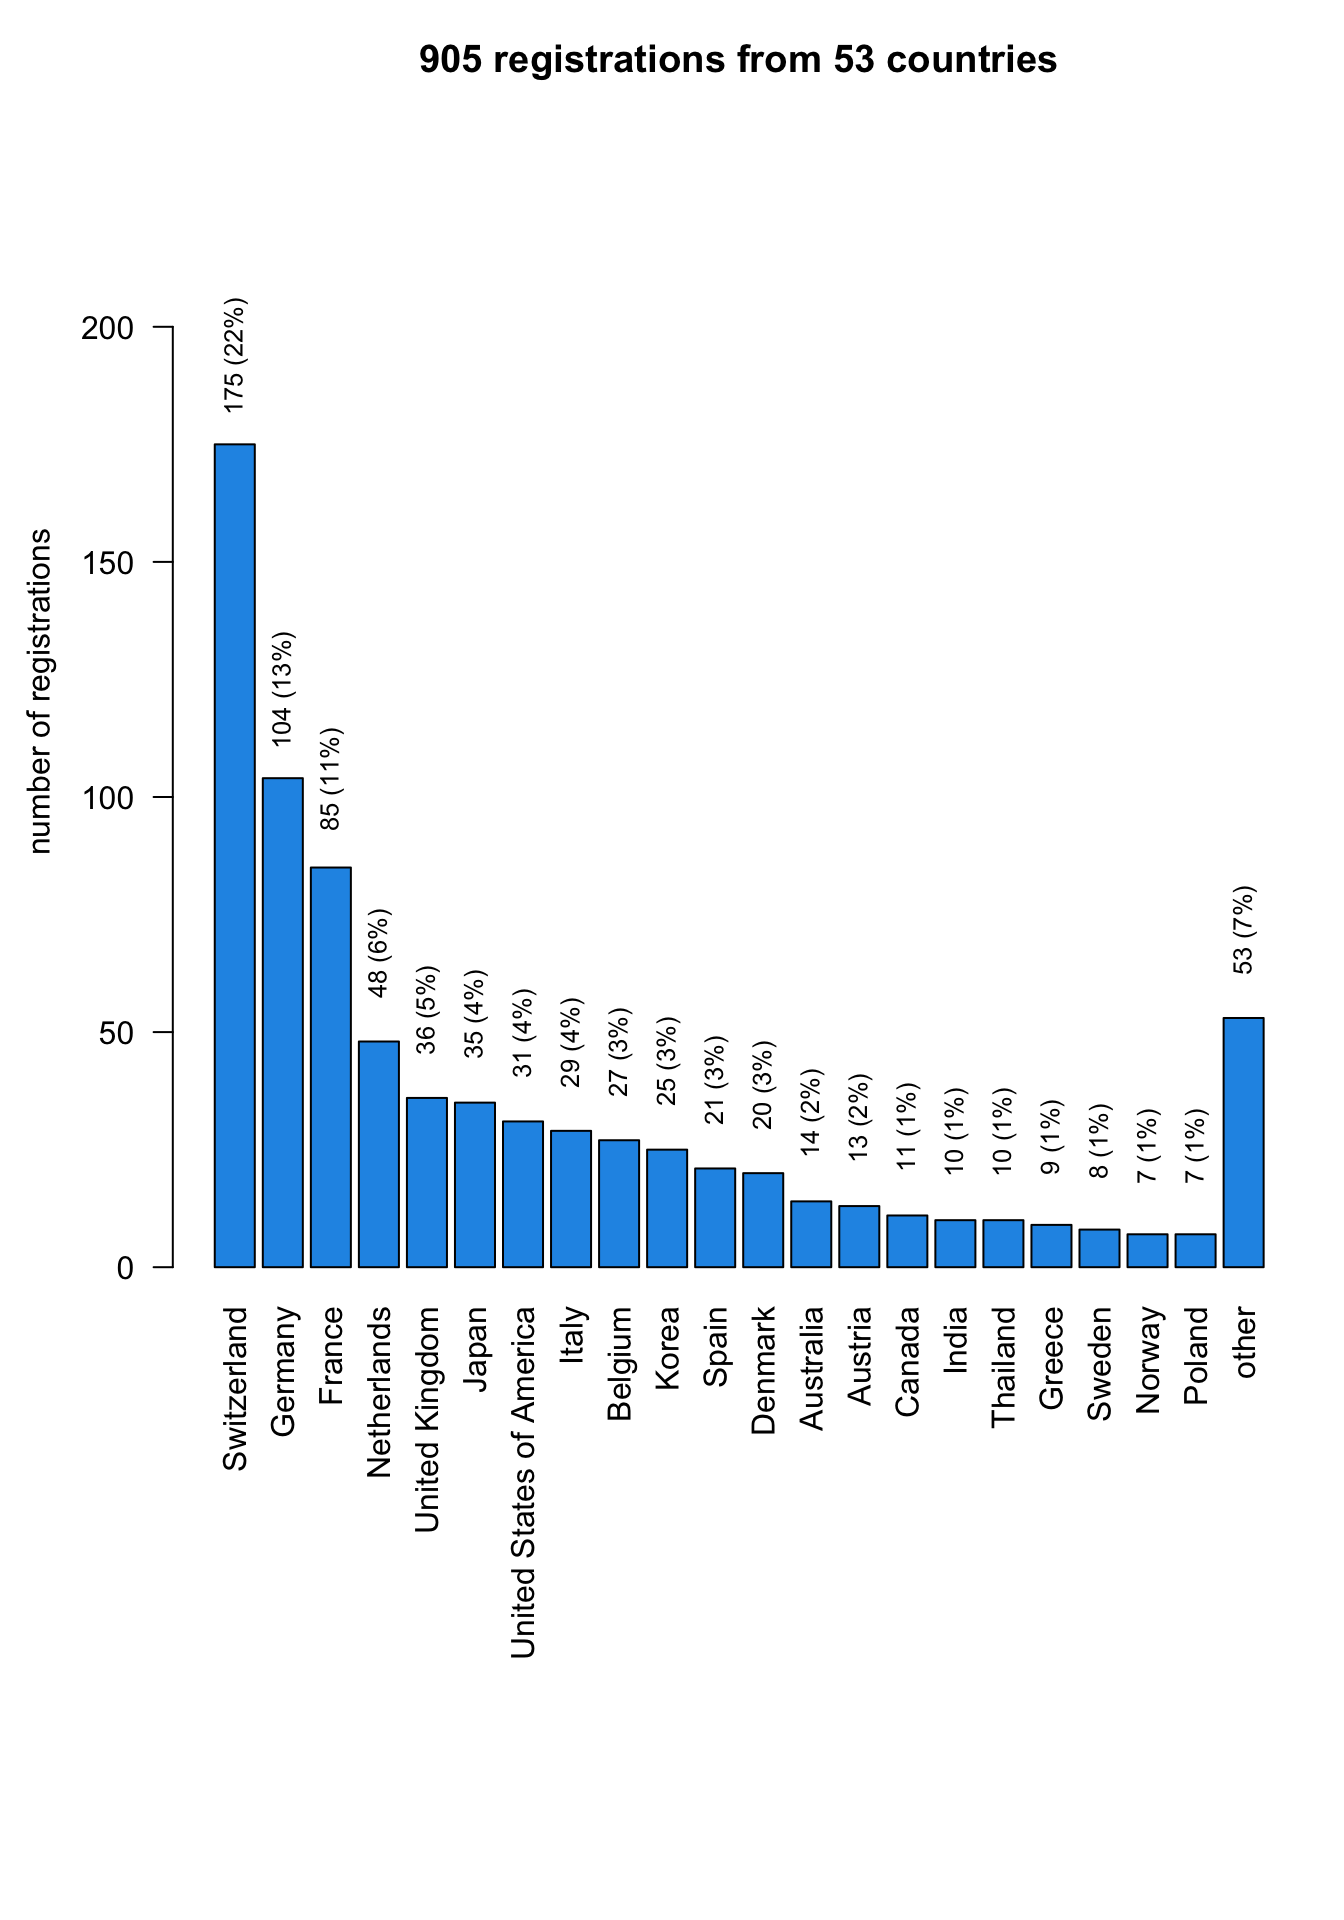 905 registrations from 53 countries
number of registrations
200
150
100
50
0
175 (22%)
104 (13%)
85 (11%)
48 (6%)
36 (5%)
35 (4%)
31 (4%)
29 (4%)
27 (3%)
25 (3%)
21 (3%)
20 (3%)
14 (2%)
13 (2%)
11 (1%)
10 (1%)
10 (1%)
9 (1%)
8 (1%)
7 (1%)
7 (1%)
53 (7%)
Switzerland
Germany
France
Netherlands
United Kingdom
Japan
United States of America
Italy
Belgium
Korea
Spain
Denmark
Australia
Austria
Canada
India
Thailand
Greece
Sweden
Norway
Poland
other